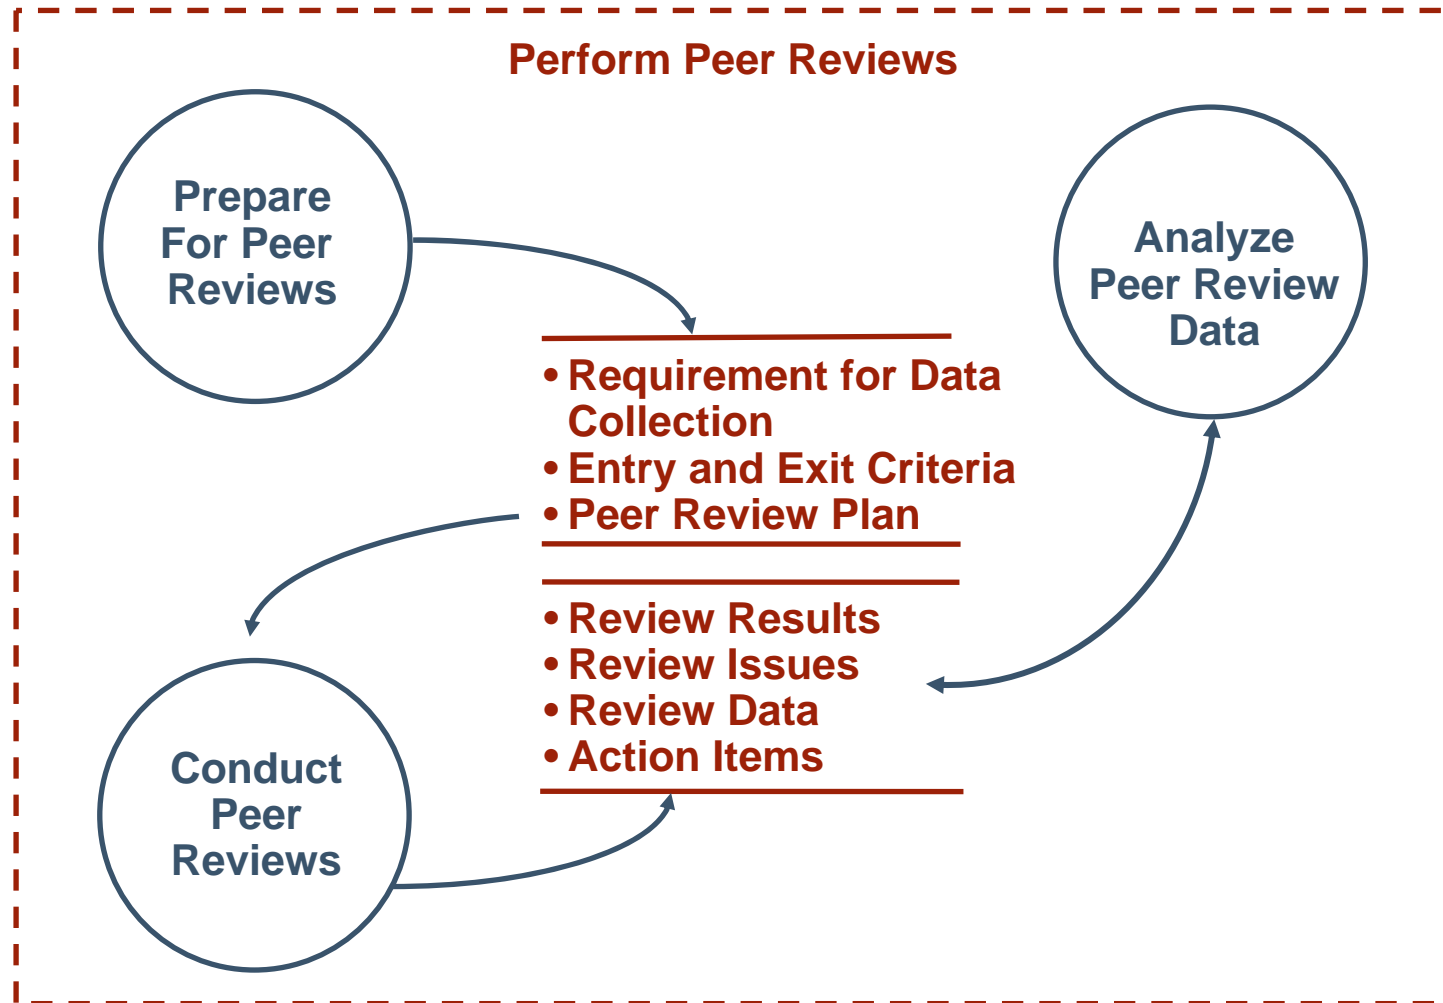 Perform Peer Reviews
Prepare
For Peer
Reviews
Analyze
Peer Review
Data
• Requirement for Data
Collection
• Entry and Exit Criteria
• Peer Review Plan
• Review Results
• Review Issues
• Review Data
• Action Items
Conduct
Peer
Reviews